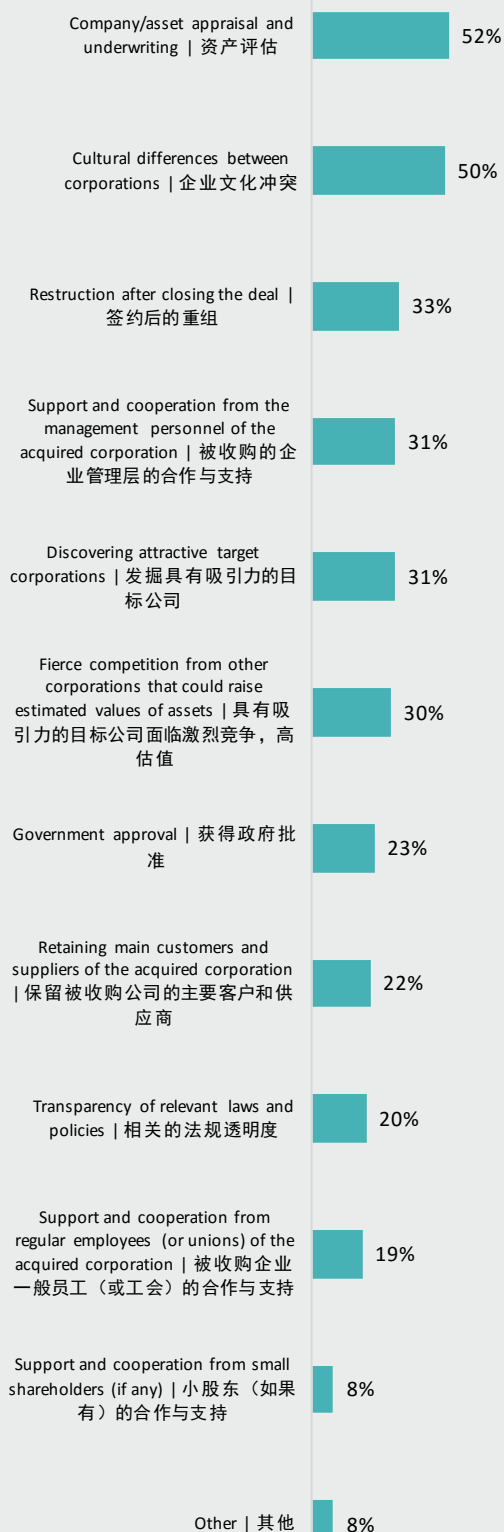 Company/asset appraisal and
underwriting | 资产评估
52%
Cultural differences between
corporations | 企业文化冲突
50%
Restruction after closing the deal |
签约后的重组
33%
Support and cooperation from the
management personnel of the
acquired corporation | 被收购的企
业管理层的合作与支持
31%
Discovering attractive target
corporations | 发掘具有吸引力的目
标公司
31%
Fierce competition from other
corporations that could raise
estimated values of assets | 具有吸
引力的目标公司面临激烈竞争，高
估值
30%
Government approval | 获得政府批
准
23%
Retaining main customers and
suppliers of the acquired corporation
| 保留被收购公司的主要客户和供
应商
22%
Transparency of relevant laws and
policies | 相关的法规透明度
20%
Support and cooperation from
regular employees (or unions) of the
acquired corporation | 被收购企业
一般员工（或工会）的合作与支持
19%
Support and cooperation from small
shareholders (if any) | 小股东（如果
有）的合作与支持
8%
Other | 其他
8%